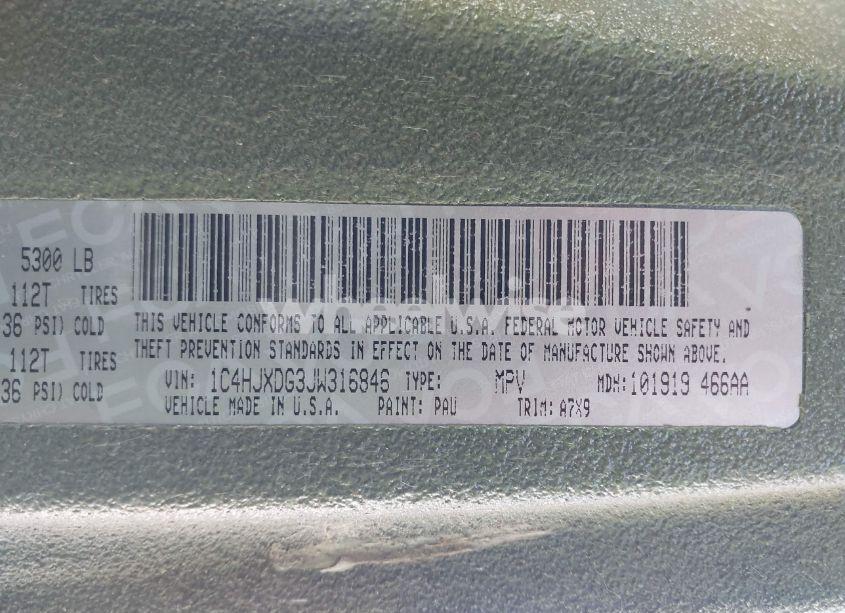 5300 LB
112T TIRES
36 PSI) COLD
112T TIRES
36 PSI) COLD
THIS VEHICLE CONFORMS TO ALL APPLICABLE U.S.A. FEDERAL MOTOR VEHICLE SAFETY AND
THEFT PREVENTION STANDARDS IN EFFECT ON THE DATE OF MANUFACTURE SHOWN ABOVE.
VIN: 1C4HJXDG3JW316846 TYPE: MPV MDH: 101919 466AA
VEHICLE MADE IN U.S.A. PAINT: PAU TRIM: A7X9
Wheelwise